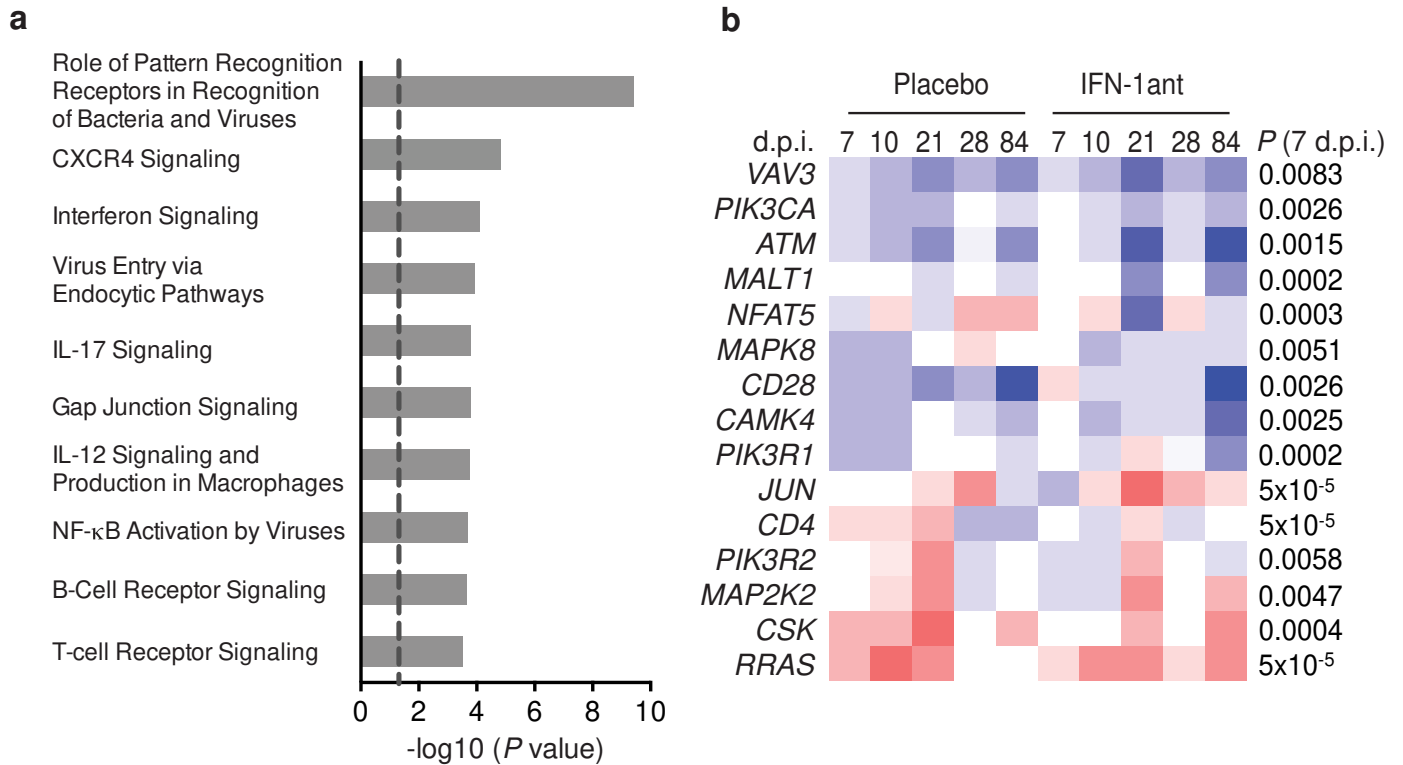 a
Role of Pattern Recognition
Receptors in Recognition
of Bacteria and Viruses
CXCR4 Signaling
Interferon Signaling
Virus Entry via
Endocytic Pathways
IL-17 Signaling
Gap Junction Signaling
IL-12 Signaling and
Production in Macrophages
NF-κB Activation by Viruses
B-Cell Receptor Signaling
T-cell Receptor Signaling
0 2 4 6 8 10
-log10 (P value)
b
Placebo IFN-1ant
d.p.i. 7 10 21 28 84 7 10 21 28 84 P (7 d.p.i.)
VAV3 0.0083
PIK3CA 0.0026
ATM 0.0015
MALT1 0.0002
NFAT5 0.0003
MAPK8 0.0051
CD28 0.0026
CAMK4 0.0025
PIK3R1 0.0002
JUN 5x10⁻⁵
CD4 5x10⁻⁵
PIK3R2 0.0058
MAP2K2 0.0047
CSK 0.0004
RRAS 5x10⁻⁵